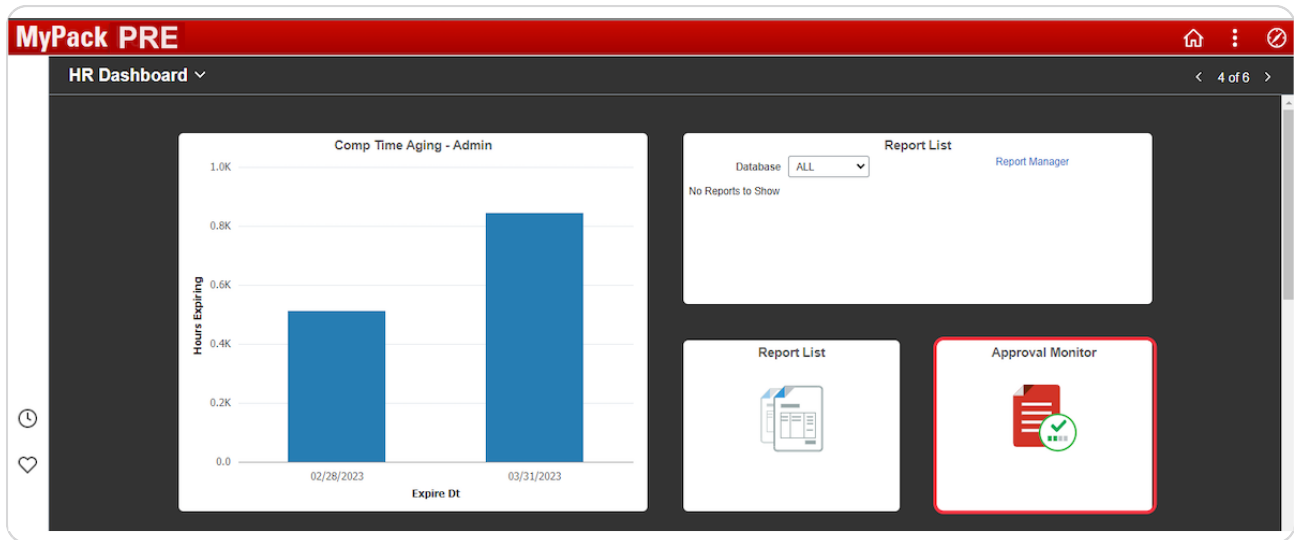 MyPack PRE
HR Dashboard
4 of 6
Comp Time Aging - Admin
1.0K
0.8K
0.6K
0.4K
0.2K
0.0
Hours Expiring
02/28/2023 03/31/2023
Expire Dt
Report List
Database ALL Report Manager
No Reports to Show
Report List
Approval Monitor